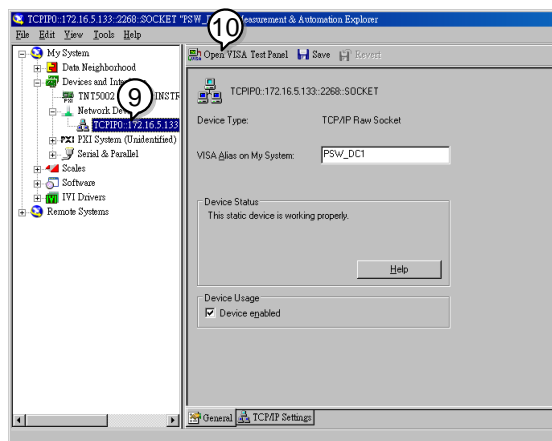 TCPIP0::172.16.5.133::2268::SOCKET "PSW_ Measurement & Automation Explorer
10
File Edit View Tools Help
My System
Data Neighborhood
Devices and
TNT5002 INSTR
9
Network
TCPIP0::172.16.5.133
PXI PXI System (Unidentified)
Serial & Parallel
Scales
Software
IVI Drivers
Remote Systems
Open VISA Test Panel Save Revert
TCPIP0::172.16.5.133::2268::SOCKET
Device Type: TCP/IP Raw Socket
VISA Alias on My System: PSW_DC1
Device Status
This static device is working properly.
Help
Device Usage
Device enabled
General TCP/IP Settings